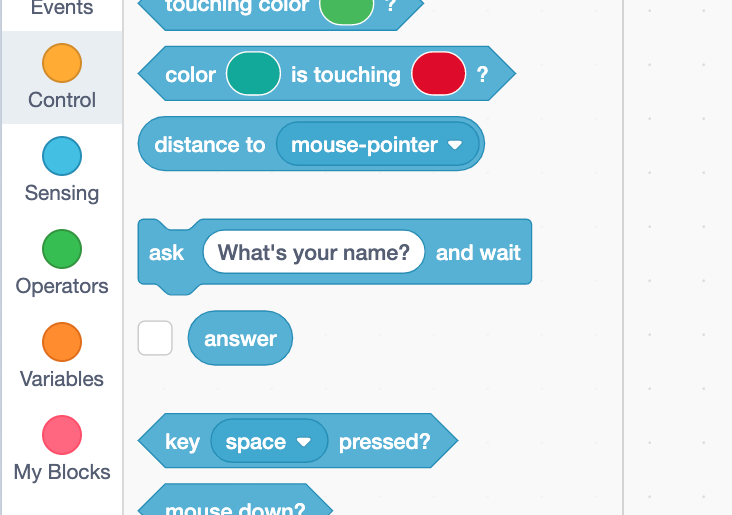 Events
Control
Sensing
Operators
Variables
My Blocks
touching color ?
color is touching ?
distance to mouse-pointer
ask What's your name? and wait
answer
key space pressed?
mouse down?